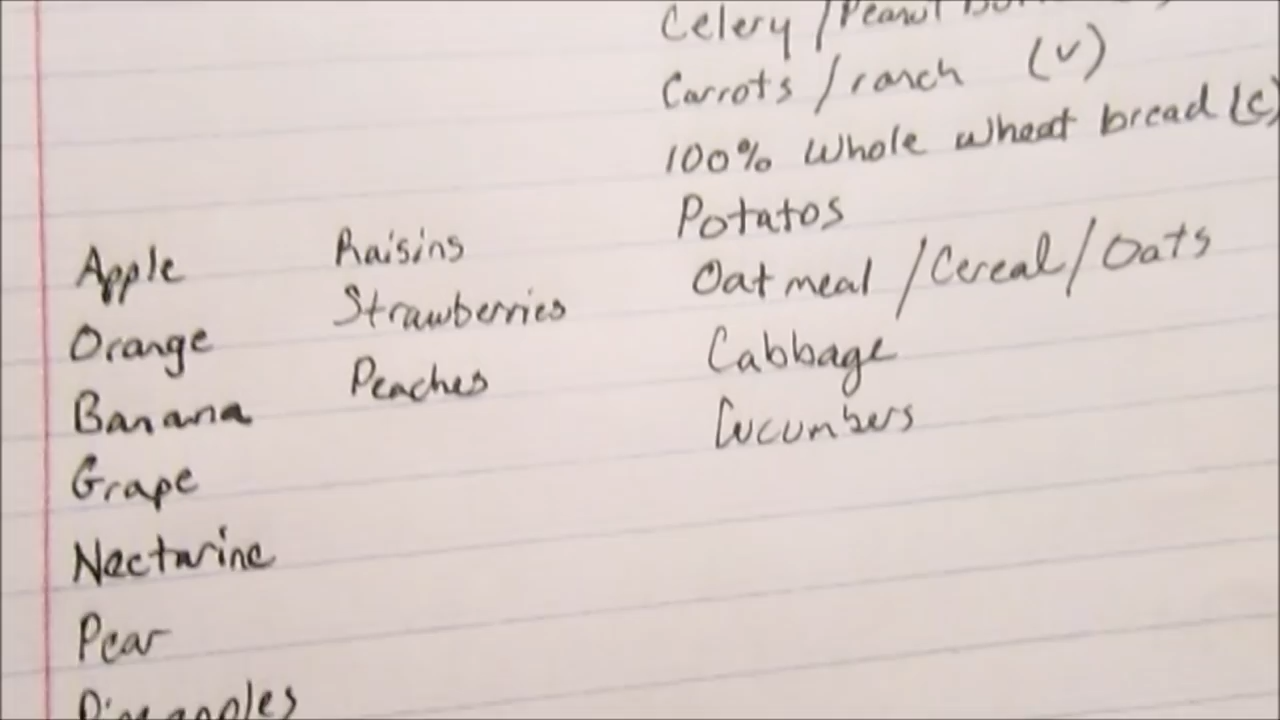 Apple
Orange
Banana
Grape
Nectarine
Pear
Raisins
Strawberries
Peaches
Celery / Peanut
Carrots / ranch (v)
100% Whole wheat bread (c)
Potatos
Oatmeal / Cereal / Oats
Cabbage
Cucumbers